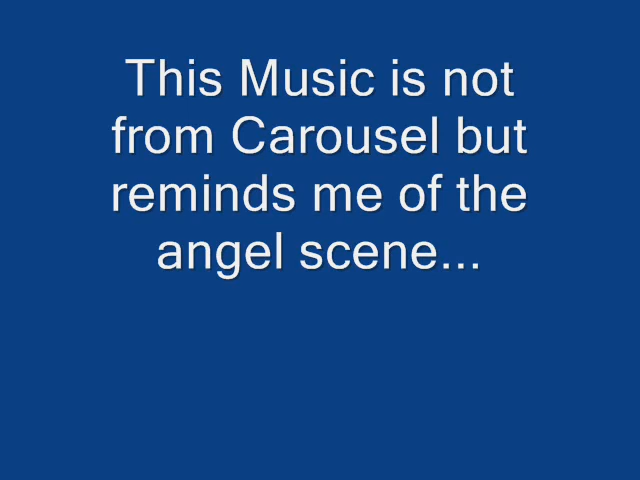 This Music is not
from Carousel but
reminds me of the
angel scene...